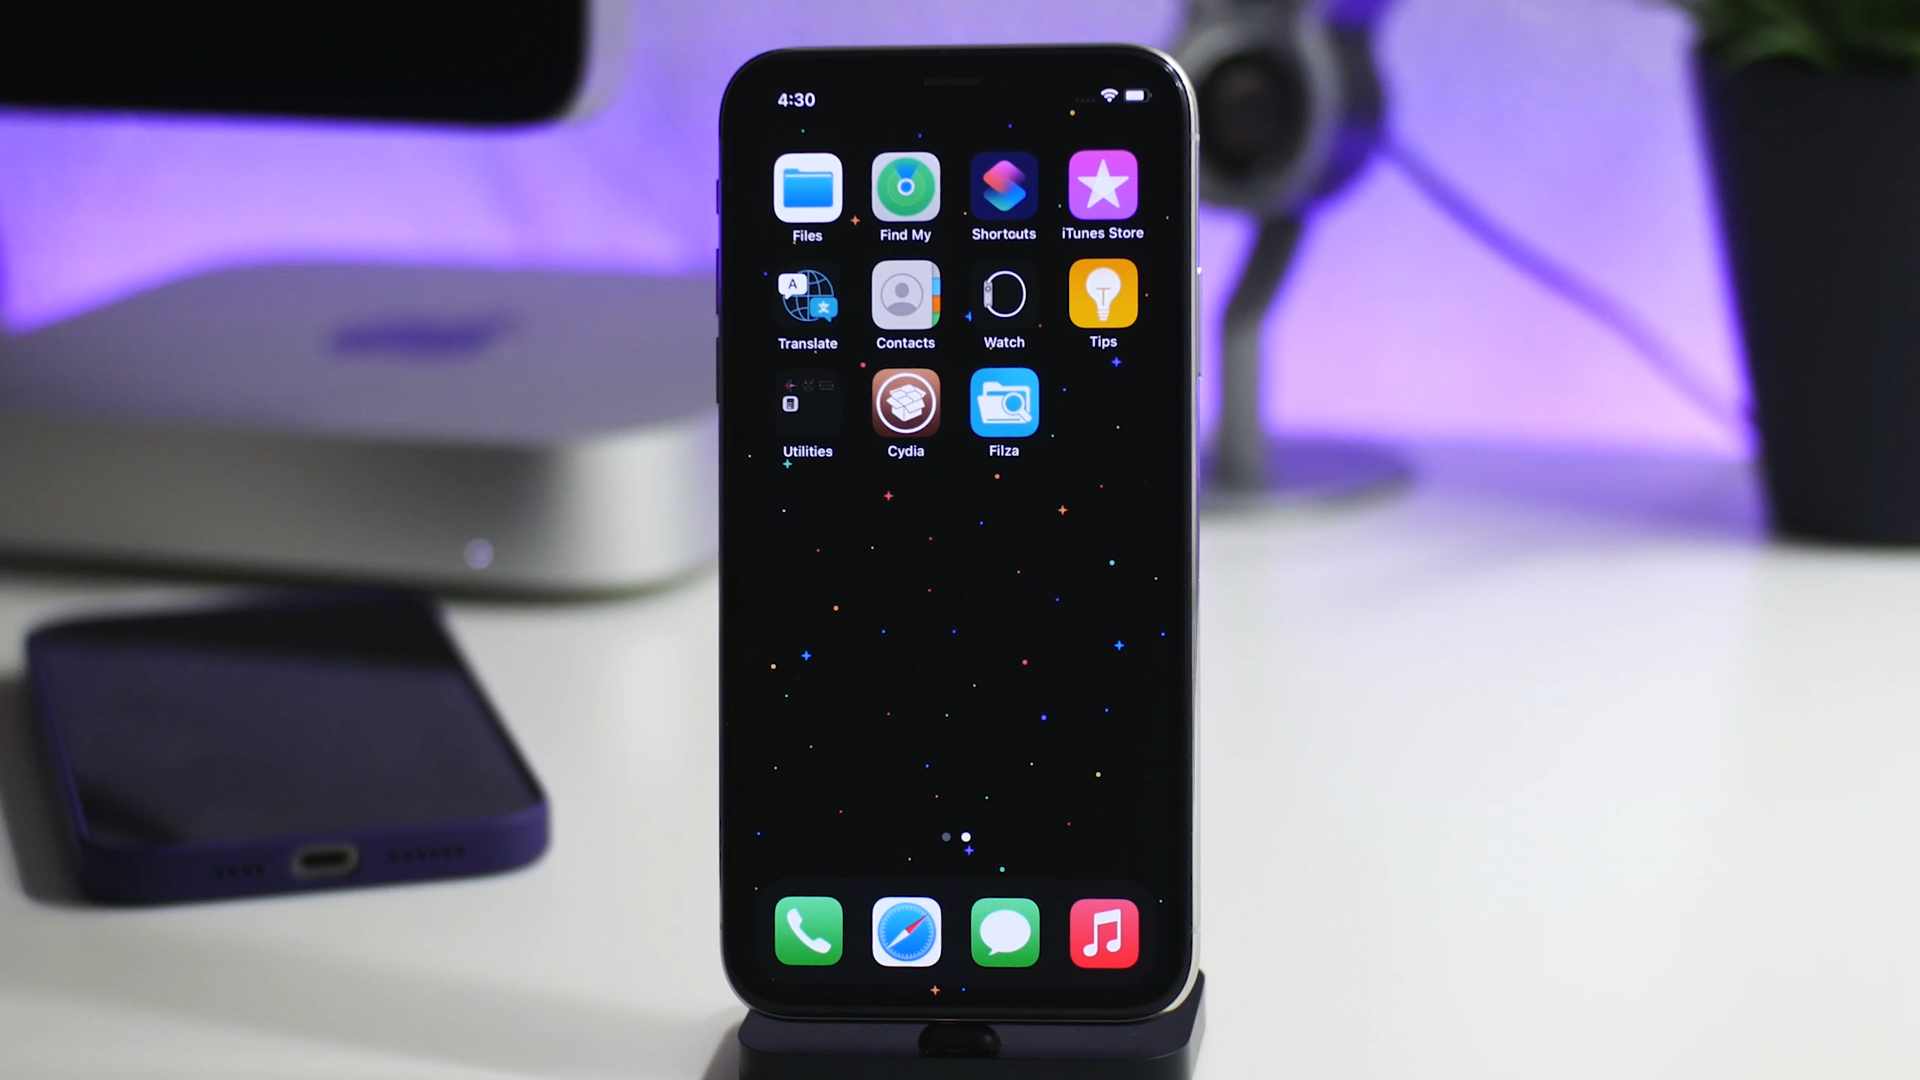 4:30
Files Find My Shortcuts iTunes Store
A
Translate Contacts Watch Tips
Utilities Cydia Filza